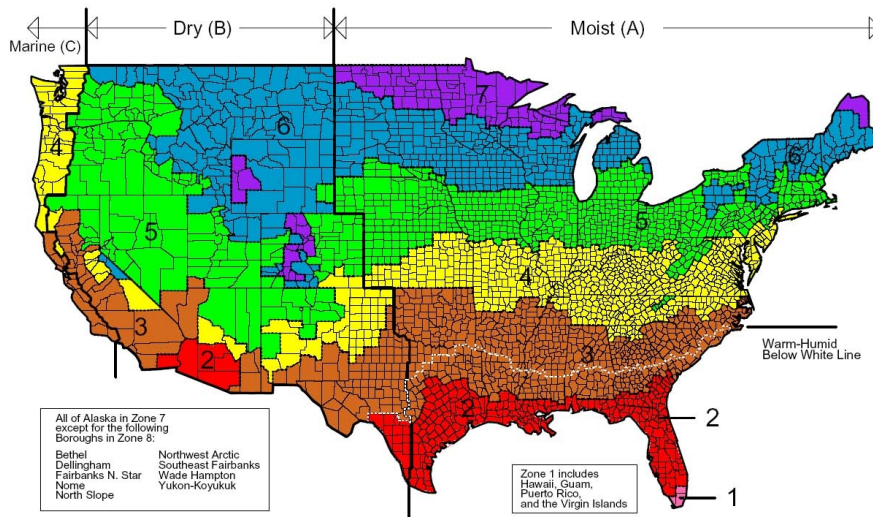 Marine (C)
Dry (B)
Moist (A)
7
6
6
4
5
5
4
3
3
2
2
2
1
Warm-Humid
Below White Line
All of Alaska in Zone 7
except for the following
Boroughs in Zone 8:
Bethel
Dellingham
Fairbanks N. Star
Nome
North Slope
Northwest Arctic
Southeast Fairbanks
Wade Hampton
Yukon-Koyukuk
Zone 1 includes
Hawaii, Guam,
Puerto Rico,
and the Virgin Islands